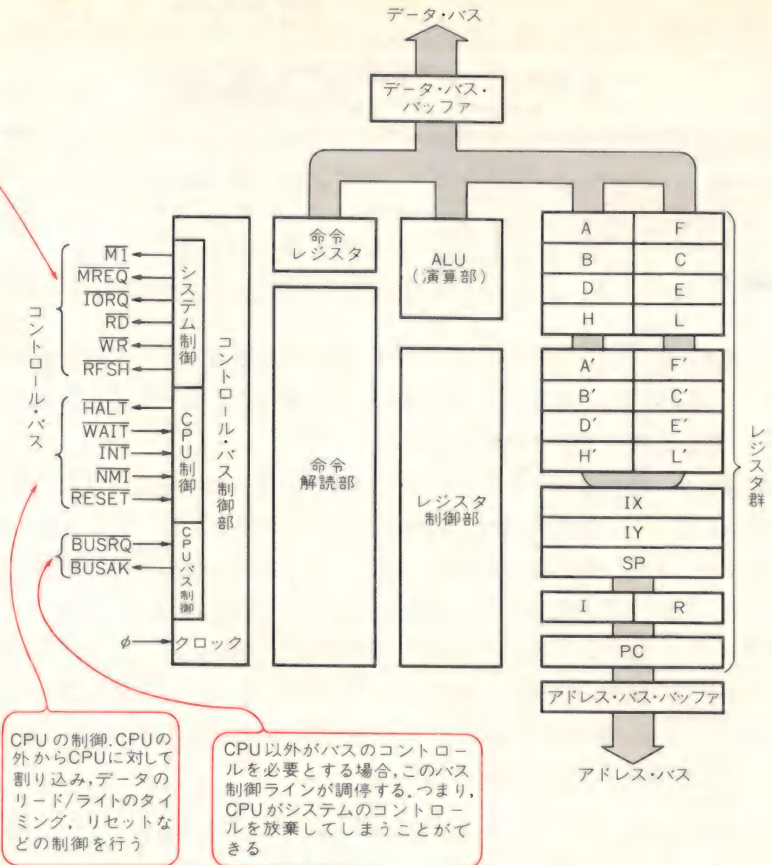 データ・バス
データ・バス・
バッファ
命令
レジスタ
ALU
(演算部)
A F
B C
D E
H L
A′ F′
B′ C′
D′ E′
H′ L′
IX
IY
SP
I R
PC
アドレス・バス・バッファ
アドレス・バス
レジスタ群
コントロール・バス
M1
MREQ
IORQ
RD
WR
RFSH
HALT
WAIT
INT
NMI
RESET
BUSRQ
BUSAK
φ
システム制御
CPU制御
CPUバス制御
コントロール・バス制御部
クロック
命令
解読部
レジスタ
制御部
CPUの制御.CPUの
外からCPUに対して
割り込み,データの
リード/ライトのタイ
ミング, リセットな
どの制御を行う
CPU以外がバスのコントロー
ルを必要とする場合,このバス
制御ラインが調停する.つまり,
CPUがシステムのコントロー
ルを放棄してしまうことがで
きる